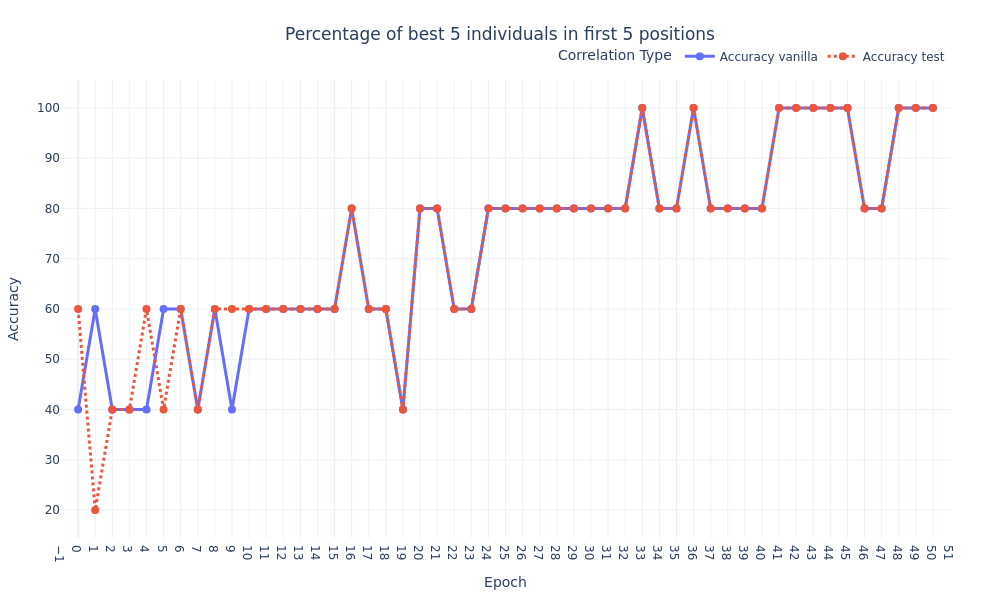 Percentage of best 5 individuals in first 5 positions
Correlation Type Accuracy vanilla Accuracy test
100
90
80
70
60
50
40
30
20
Accuracy
−1 0 1 2 3 4 5 6 7 8 9 10 11 12 13 14 15 16 17 18 19 20 21 22 23 24 25 26 27 28 29 30 31 32 33 34 35 36 37 38 39 40 41 42 43 44 45 46 47 48 49 50 51
Epoch